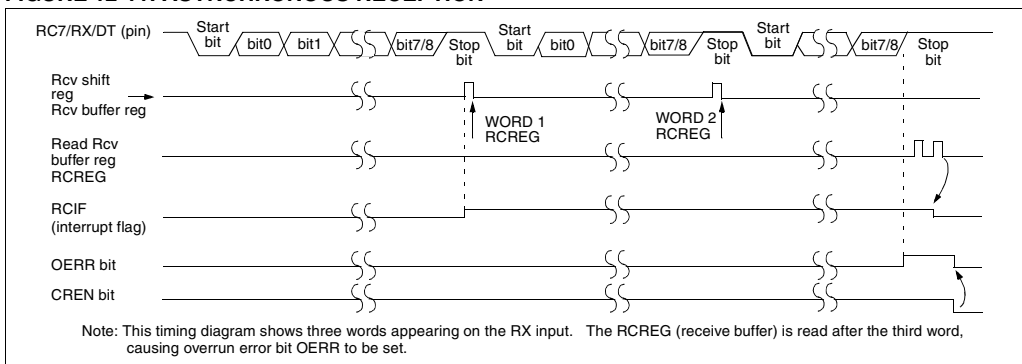 RC7/RX/DT (pin)
Start bit
bit0
bit1
bit7/8
Stop bit
Start bit
bit0
bit7/8
Stop bit
Start bit
bit7/8
Stop bit
Rcv shift
reg
Rcv buffer reg
WORD 1
RCREG
WORD 2
RCREG
Read Rcv
buffer reg
RCREG
RCIF
(interrupt flag)
OERR bit
CREN bit
Note: This timing diagram shows three words appearing on the RX input. The RCREG (receive buffer) is read after the third word,
causing overrun error bit OERR to be set.